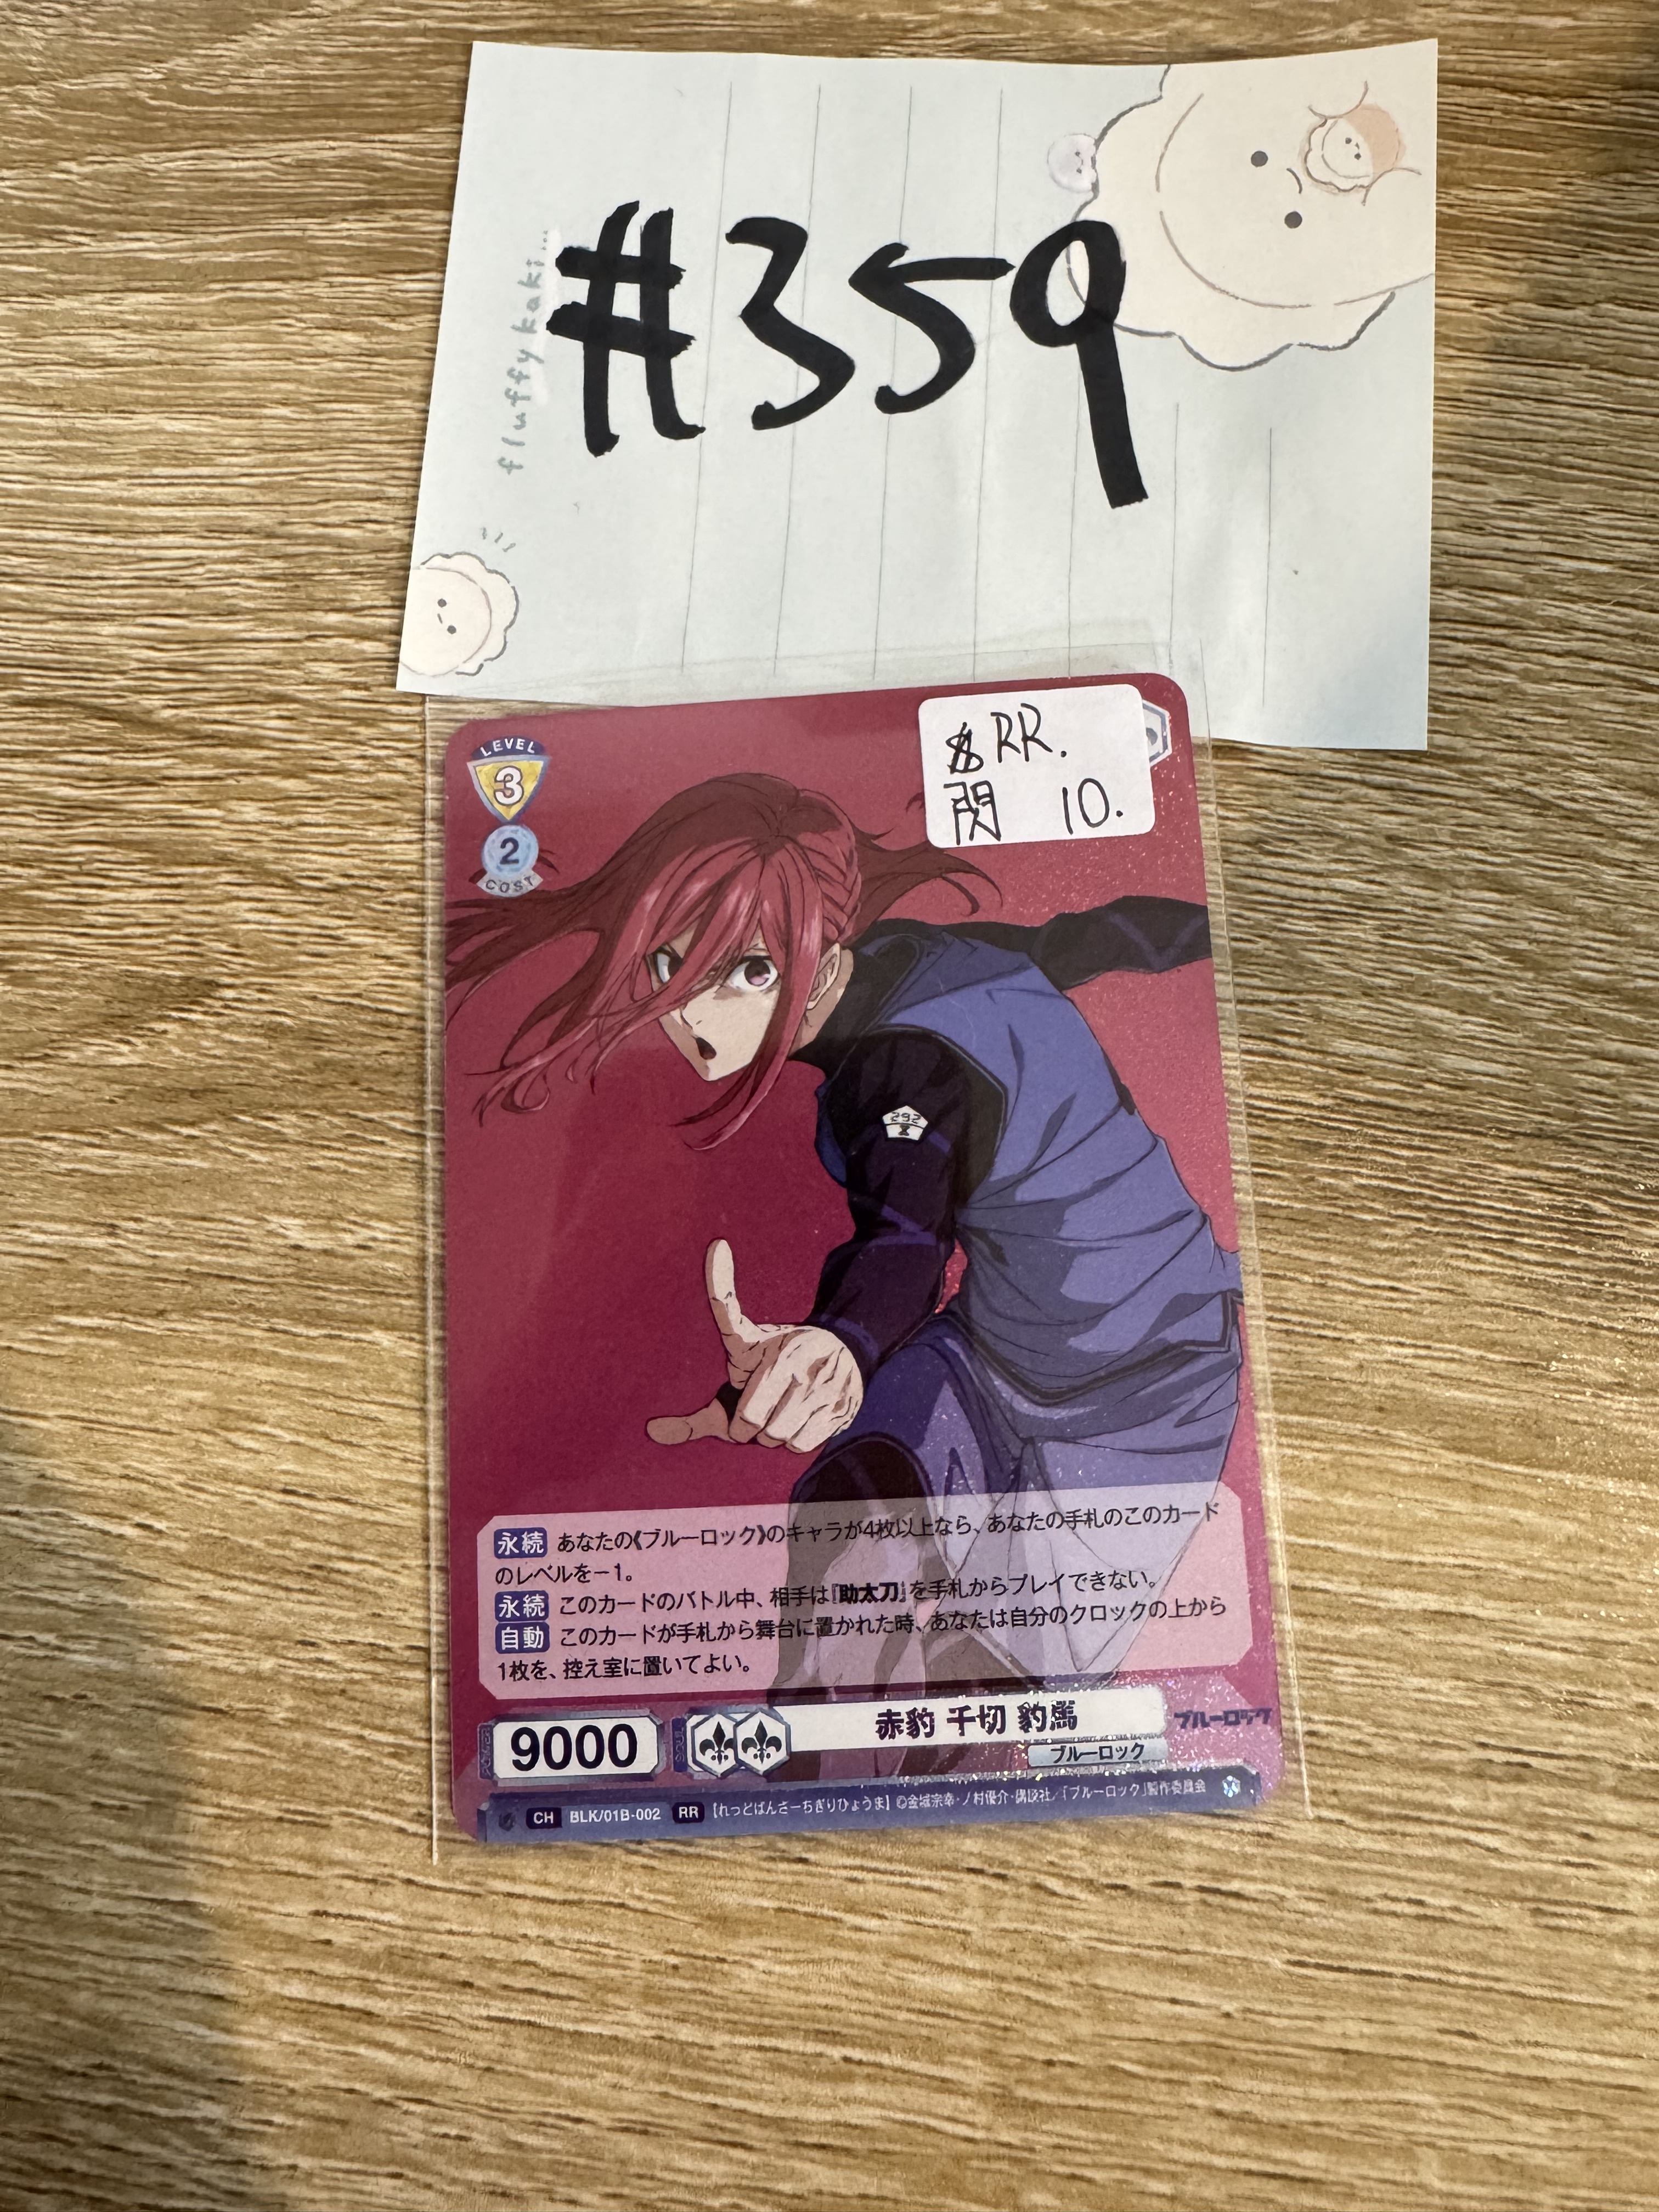 #359
fluffy kaki...
RR.
閃 10.
LEVEL
3
2
COST
292
Z
永続 あなたの《ブルーロック》のキャラが4枚以上なら、あなたの手札のこのカード
のレベルを－1。
永続 このカードのバトル中、相手は『助太刀』を手札からプレイできない。
自動 このカードが手札から舞台に置かれた時、あなたは自分のクロックの上から
1枚を、控え室に置いてよい。
9000
赤豹 千切 豹馬
ブルーロック
ブルーロック
CH BLK/01B-002 RR 【れっどぱんさーちぎりひょうま】©金城宗幸・ノ村優介・講談社／「ブルーロック」製作委員会